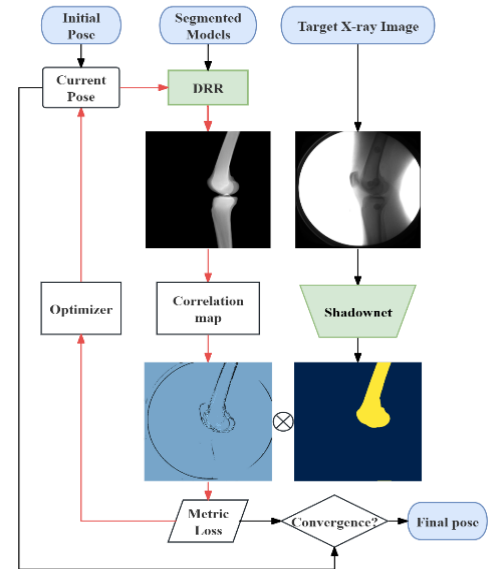 Initial
Pose
Segmented
Models
Target X-ray Image
Current
Pose
DRR
Optimizer
Correlation
map
Shadownet
Metric
Loss
Convergence?
Final pose